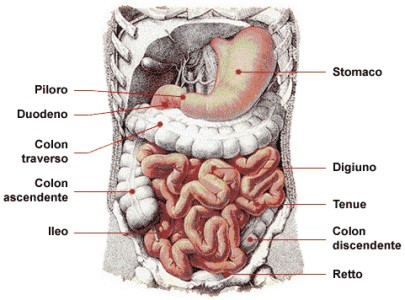 Piloro
Duodeno
Colon
traverso
Colon
ascendente
Ileo
Stomaco
Digiuno
Tenue
Colon
discendente
Retto